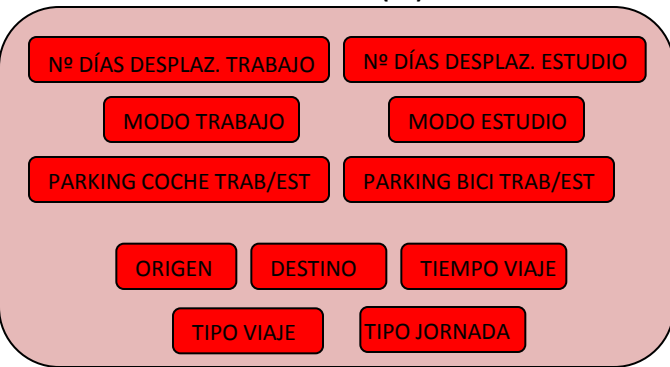 Nº DÍAS DESPLAZ. TRABAJO
Nº DÍAS DESPLAZ. ESTUDIO
MODO TRABAJO
MODO ESTUDIO
PARKING COCHE TRAB/EST
PARKING BICI TRAB/EST
ORIGEN
DESTINO
TIEMPO VIAJE
TIPO VIAJE
TIPO JORNADA